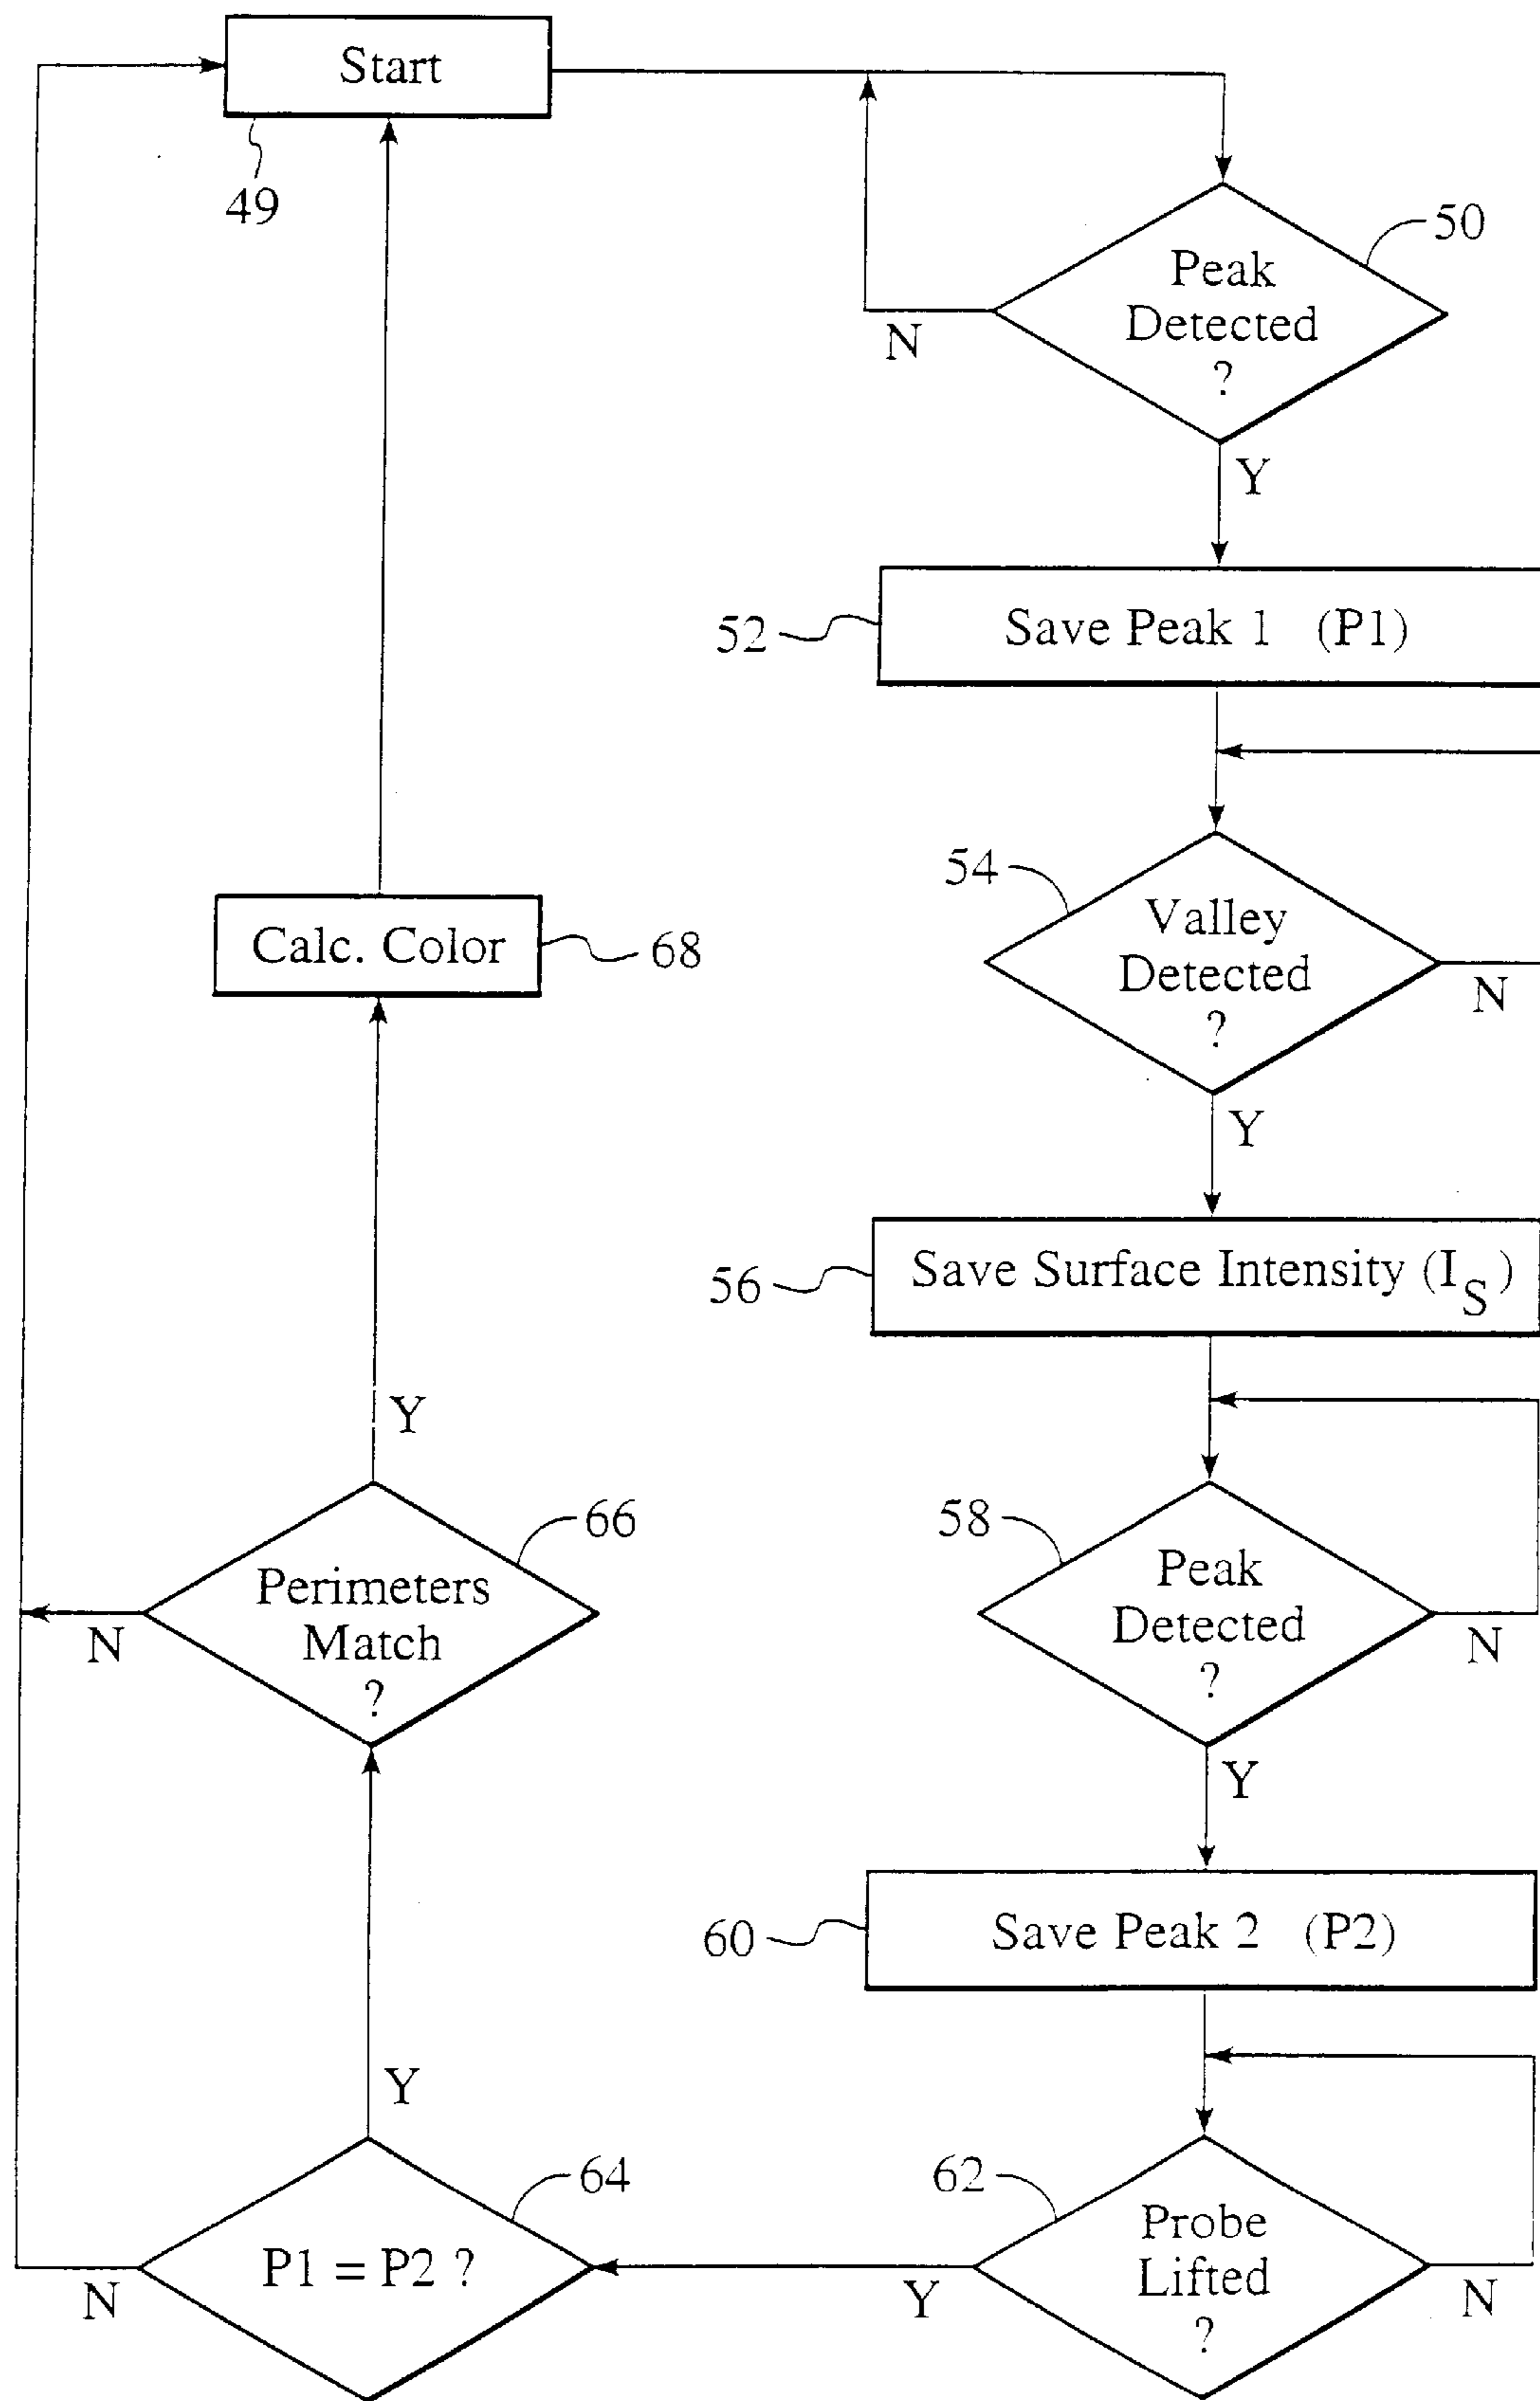 Start
49
50
Peak
Detected
?
N
Y
52
Save Peak 1 (P1)
54
Valley
Detected
?
N
Y
Calc. Color
68
56
Save Surface Intensity (I_S)
58
Peak
Detected
?
N
Y
60
Save Peak 2 (P2)
62
Probe
Lifted
?
N
Y
64
P1 = P2 ?
N
Y
66
Perimeters
Match
?
N
Y